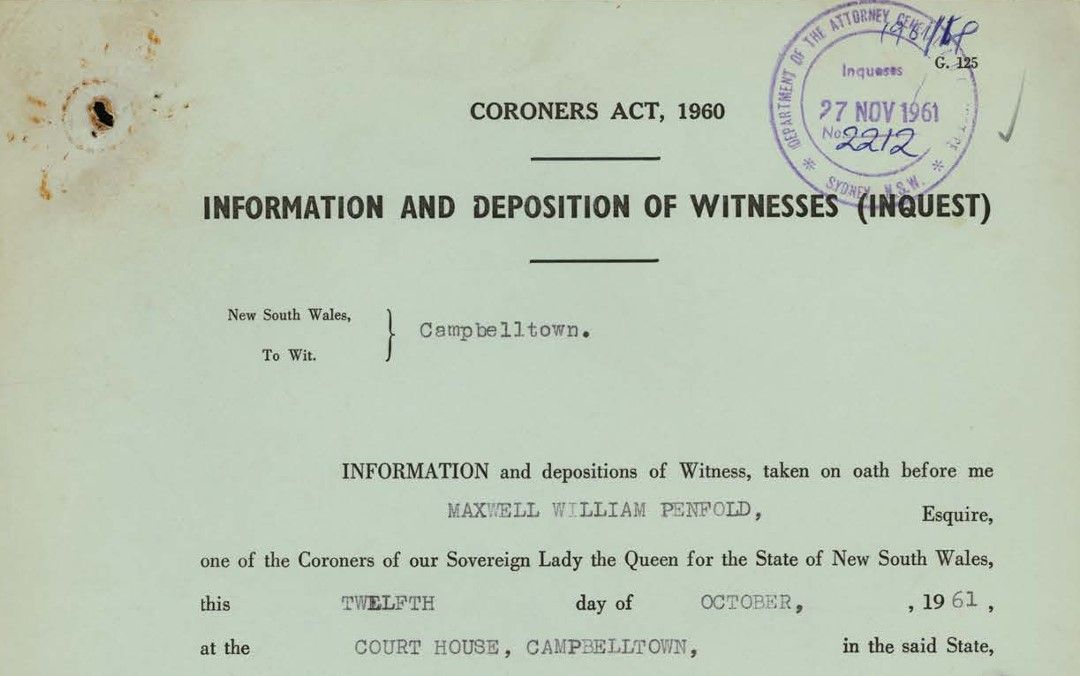 1961/
G. 125
DEPARTMENT OF THE ATTORNEY
Inquests
27 NOV 1961
No. 2212
SYDNEY, N.S.W.
CORONERS ACT, 1960
INFORMATION AND DEPOSITION OF WITNESSES (INQUEST)
New South Wales,
To Wit.
} Campbelltown.
INFORMATION and depositions of Witness, taken on oath before me
MAXWELL WILLIAM PENFOLD, Esquire,
one of the Coroners of our Sovereign Lady the Queen for the State of New South Wales,
this TWELFTH day of OCTOBER, , 1961 ,
at the COURT HOUSE, CAMPBELLTOWN, in the said State,